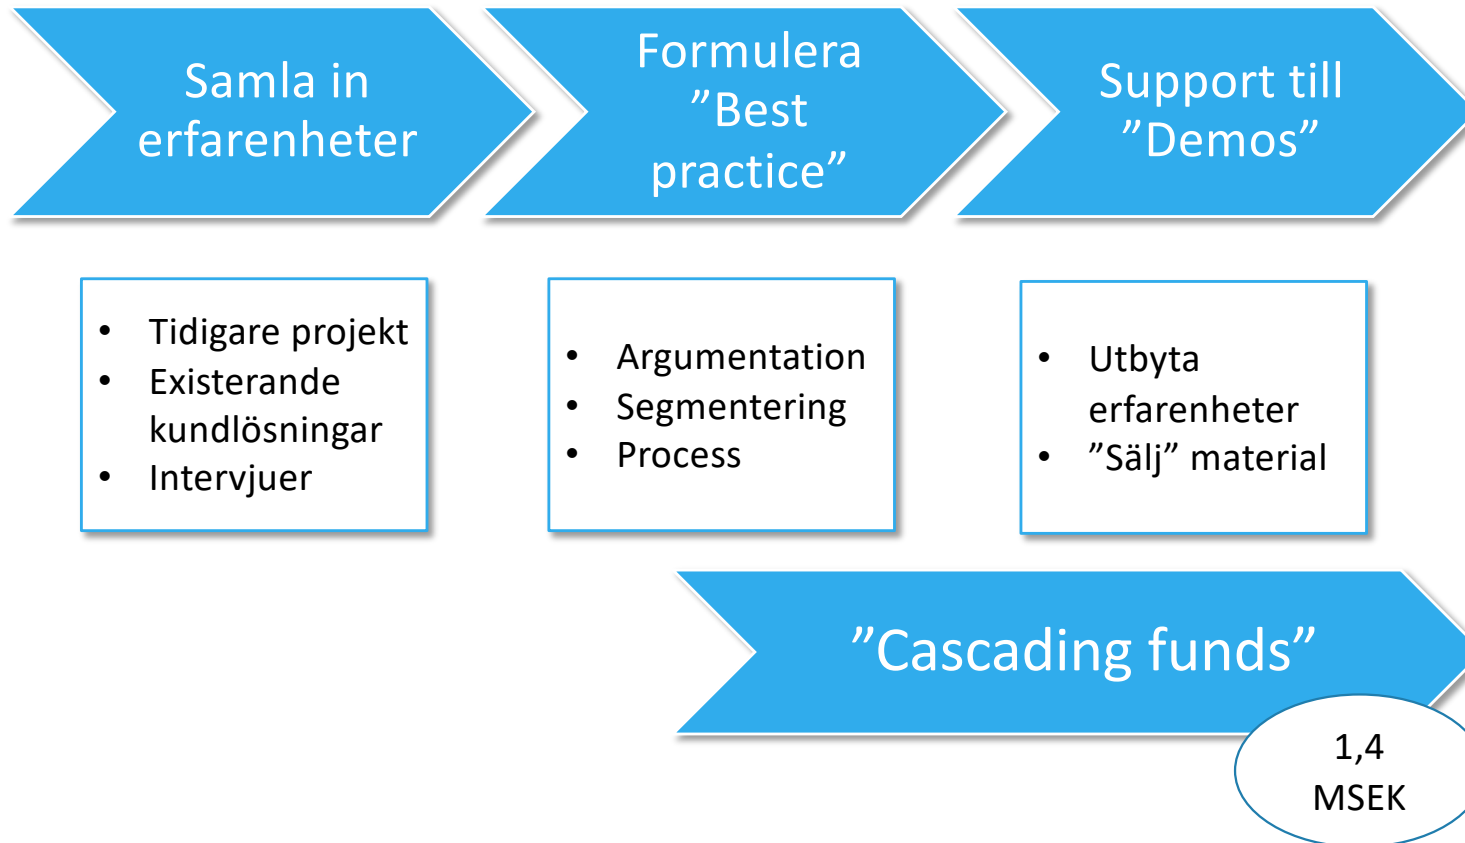 Samla in
erfarenheter
Formulera
”Best
practice”
Support till
”Demos”
• Tidigare projekt
• Existerande
kundlösningar
• Intervjuer
• Argumentation
• Segmentering
• Process
• Utbyta
erfarenheter
• ”Sälj” material
”Cascading funds”
1,4
MSEK